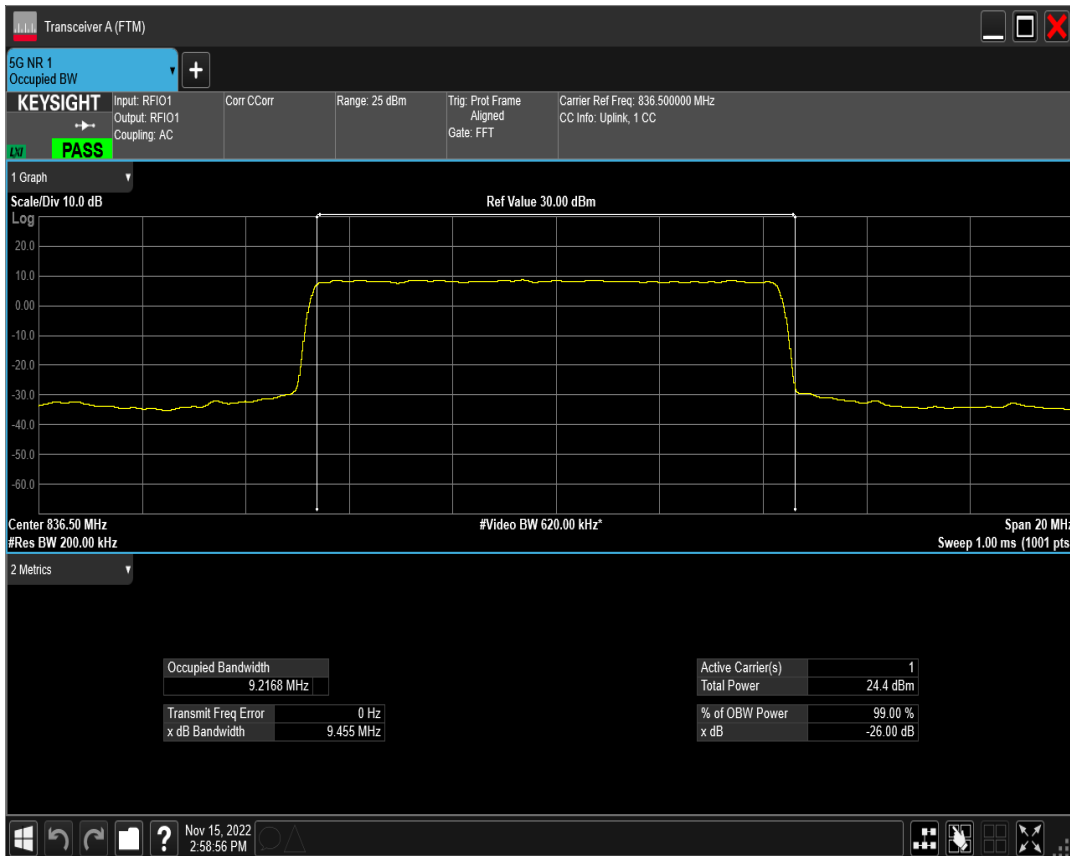 Transceiver A (FTM)
5G NR 1
Occupied BW
KEYSIGHT
LXI
PASS
Input: RFIO1
Output: RFIO1
Coupling: AC
Corr CCorr
Range: 25 dBm
Trig: Prot Frame
Aligned
Gate: FFT
Carrier Ref Freq: 836.500000 MHz
CC Info: Uplink, 1 CC
1 Graph
Scale/Div 10.0 dB
Ref Value 30.00 dBm
Log
20.0
10.0
0.00
-10.0
-20.0
-30.0
-40.0
-50.0
-60.0
Center 836.50 MHz
#Video BW 620.00 kHz*
Span 20 MHz
#Res BW 200.00 kHz
Sweep 1.00 ms (1001 pts
2 Metrics
Occupied Bandwidth
9.2168 MHz
Transmit Freq Error 0 Hz
x dB Bandwidth 9.455 MHz
Active Carrier(s) 1
Total Power 24.4 dBm
% of OBW Power 99.00 %
x dB -26.00 dB
Nov 15, 2022
2:58:56 PM